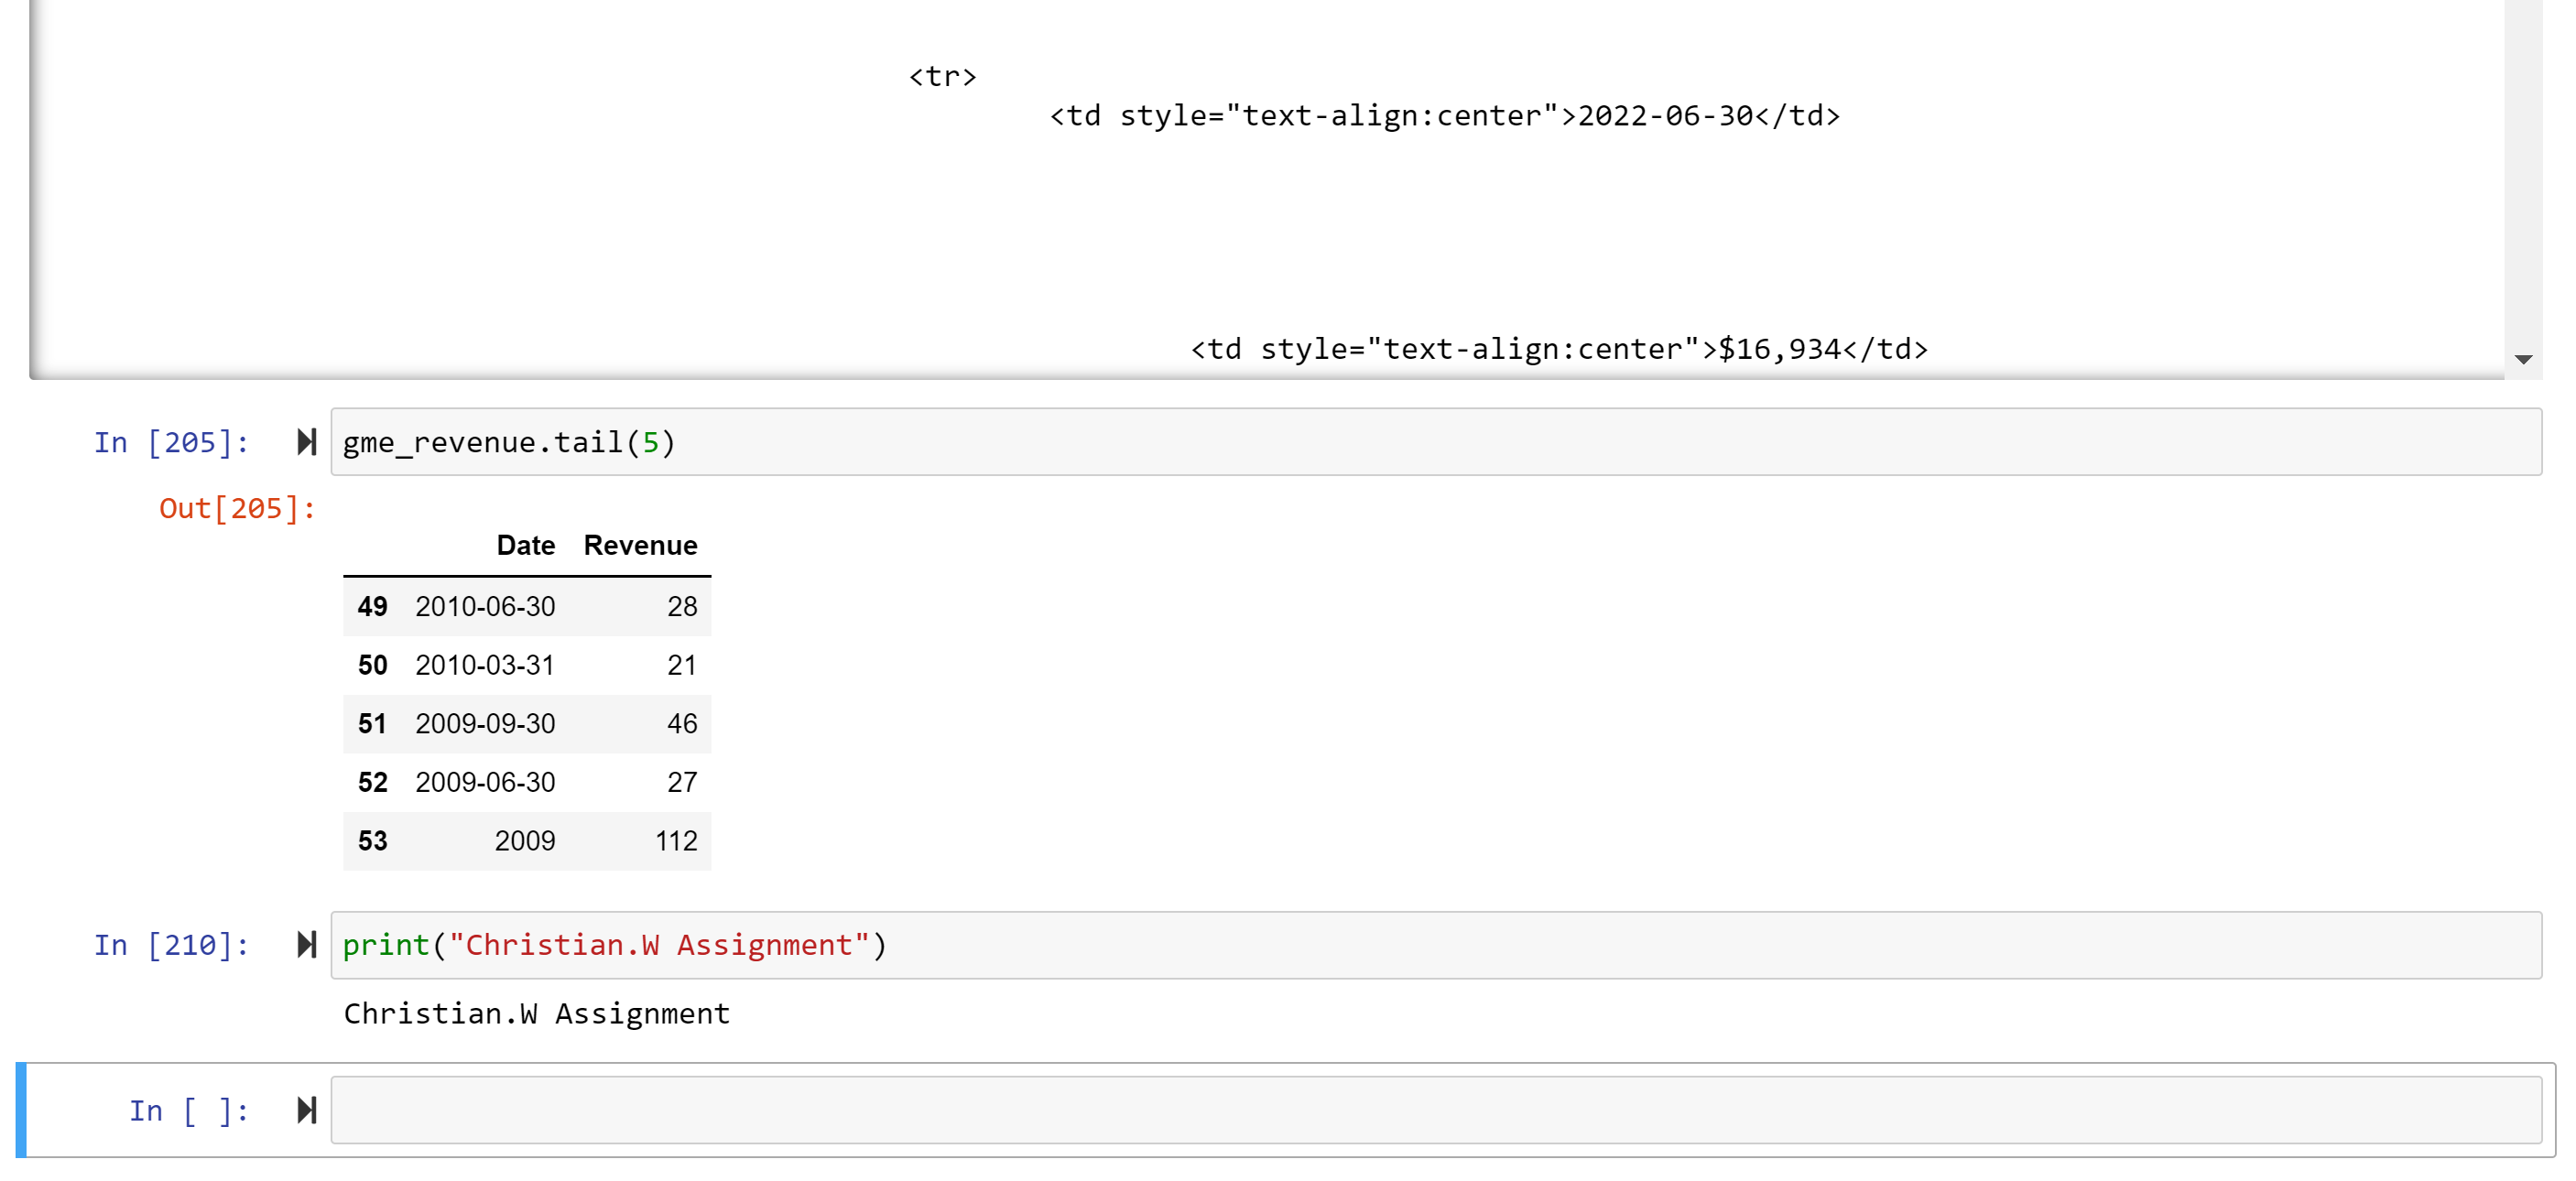 <tr>
<td style="text-align:center">2022-06-30</td>
<td style="text-align:center">$16,934</td>
In [205]: gme_revenue.tail(5)
Out[205]:
Date Revenue
49 2010-06-30 28
50 2010-03-31 21
51 2009-09-30 46
52 2009-06-30 27
53 2009 112
In [210]: print("Christian.W Assignment")
Christian.W Assignment
In [ ]: